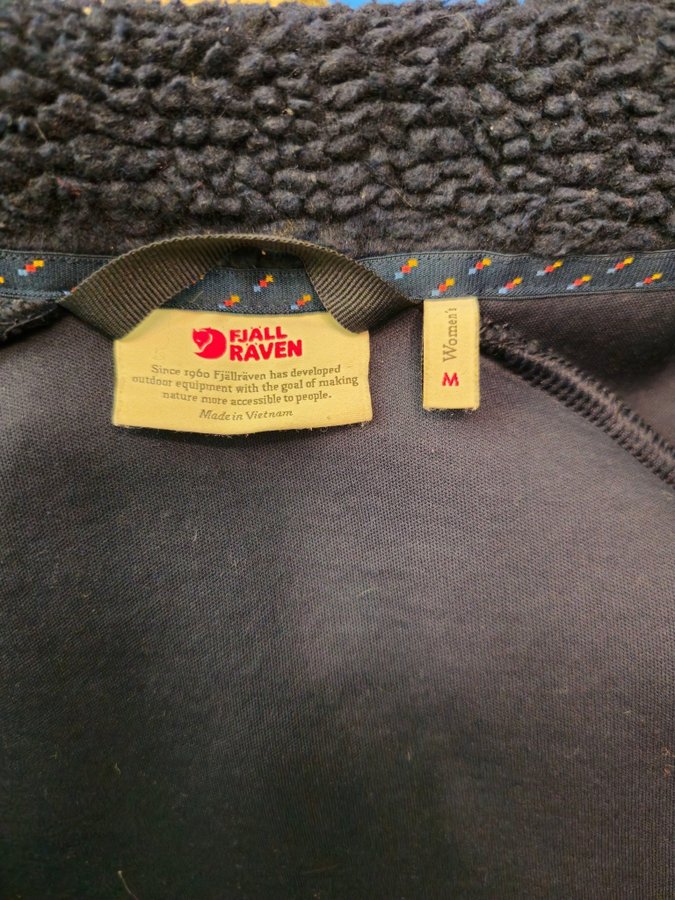 FJÄLL
RÄVEN
Since 1960 Fjällräven has developed
outdoor equipment with the goal of making
nature more accessible to people.
Made in Vietnam
Women's
M